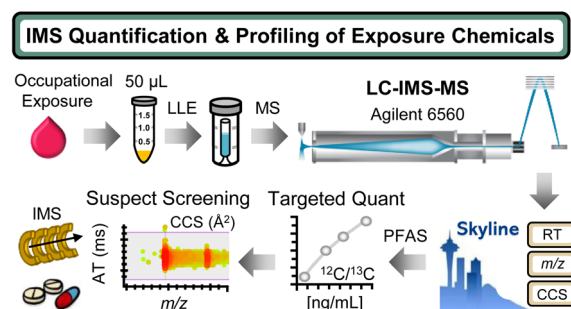 IMS Quantification & Profiling of Exposure Chemicals
Occupational
Exposure
50 µL
1.5
1.0
0.5
LLE
MS
LC-IMS-MS
Agilent 6560
Suspect Screening
Targeted Quant
IMS
CCS (Å²)
AT (ms)
m/z
¹²C/¹³C
[ng/mL]
PFAS
Skyline
RT
m/z
CCS